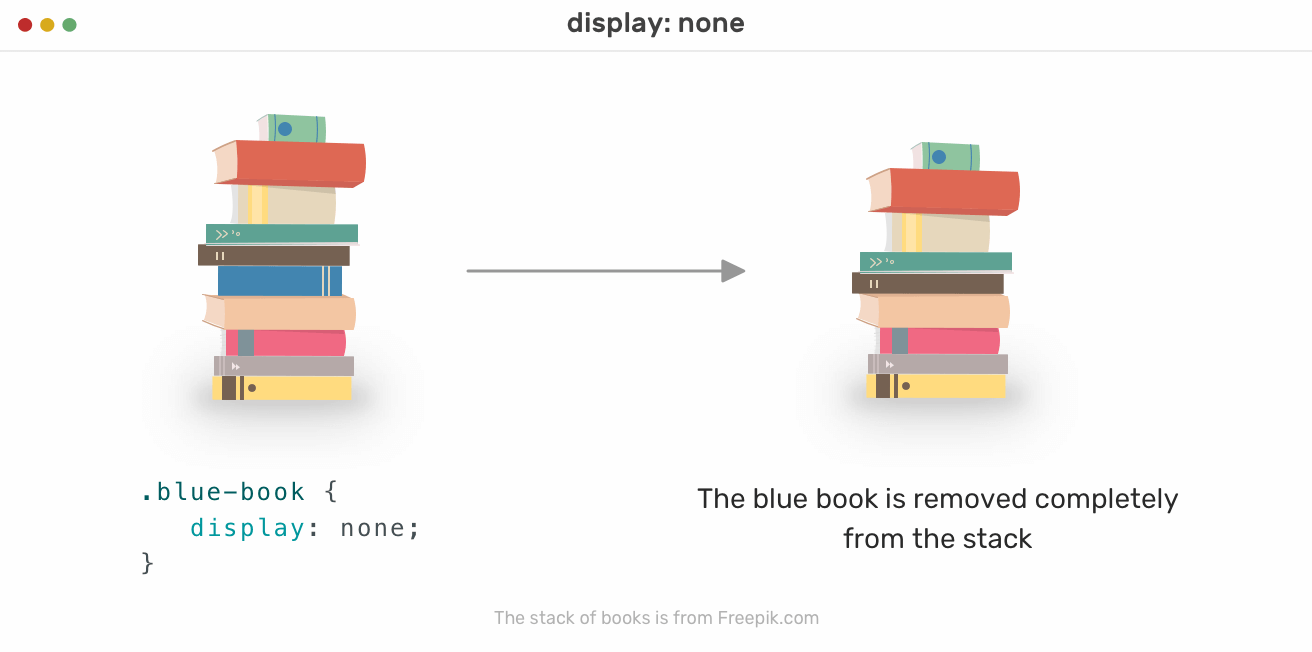 display: none
.blue-book {
display: none;
}
The blue book is removed completely
from the stack
The stack of books is from Freepik.com